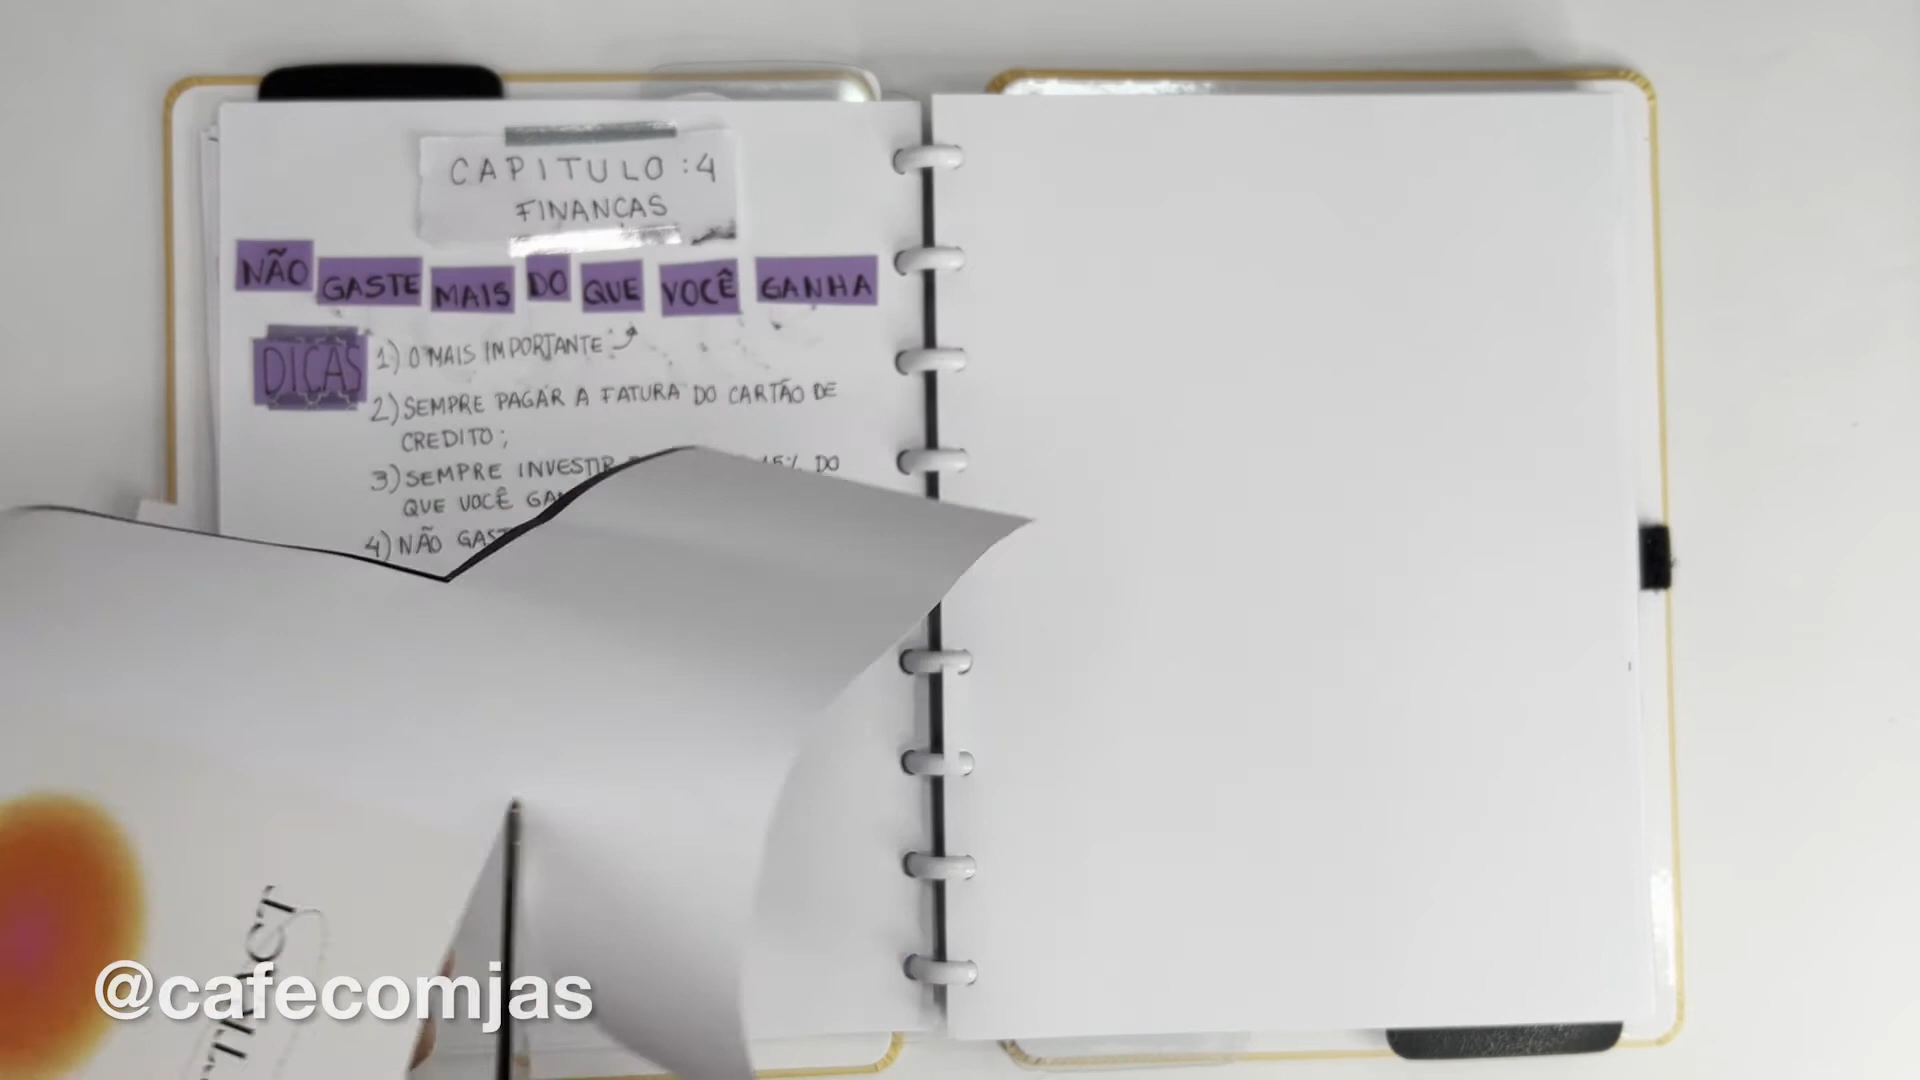 CAPITULO :4
FINANCAS
NÃO GASTE MAIS DO QUE VOCÊ GANHA
DICAS
1) O MAIS IMPORTANTE
2) SEMPRE PAGAR A FATURA DO CARTÃO DE
CREDITO;
3) SEMPRE INVESTIR 15% DO
QUE VOCÊ
4) NÃO
@cafecomjas